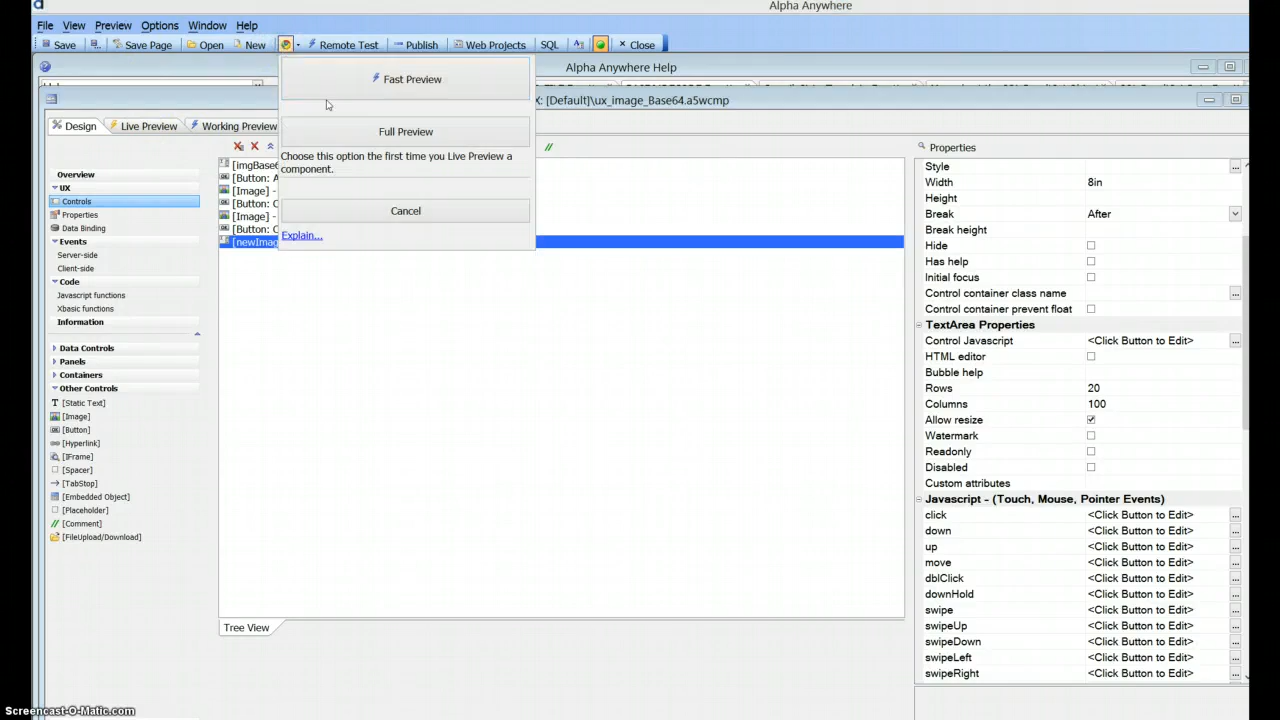 Alpha Anywhere
File View Preview Options Window Help
Save Save Page Open New Remote Test Publish Web Projects SQL Close
Alpha Anywhere Help
Fast Preview
X: [Default]\ux_image_Base64.a5wcmp
Design Live Preview Working Preview
Full Preview
Choose this option the first time you Live Preview a
component.
Cancel
Explain...
Overview
UX
Controls
Properties
Data Binding
Events
Server-side
Client-side
Code
Javascript functions
Xbasic functions
Information
Data Controls
Panels
Containers
Other Controls
[Static Text]
[Image]
[Button]
[Hyperlink]
[IFrame]
[Spacer]
[TabStop]
[Embedded Object]
[Placeholder]
[Comment]
[FileUpload/Download]
[imgBase6
[Button: A
[Image] -
[Button: C
[Image] -
[Button: C
[newImag
Tree View
Properties
Style
Width 8in
Height
Break After
Break height
Hide
Has help
Initial focus
Control container class name
Control container prevent float
TextArea Properties
Control Javascript <Click Button to Edit>
HTML editor
Bubble help
Rows 20
Columns 100
Allow resize
Watermark
Readonly
Disabled
Custom attributes
Javascript - (Touch, Mouse, Pointer Events)
click <Click Button to Edit>
down <Click Button to Edit>
up <Click Button to Edit>
move <Click Button to Edit>
dblClick <Click Button to Edit>
downHold <Click Button to Edit>
swipe <Click Button to Edit>
swipeUp <Click Button to Edit>
swipeDown <Click Button to Edit>
swipeLeft <Click Button to Edit>
swipeRight <Click Button to Edit>
Screencast-O-Matic.com